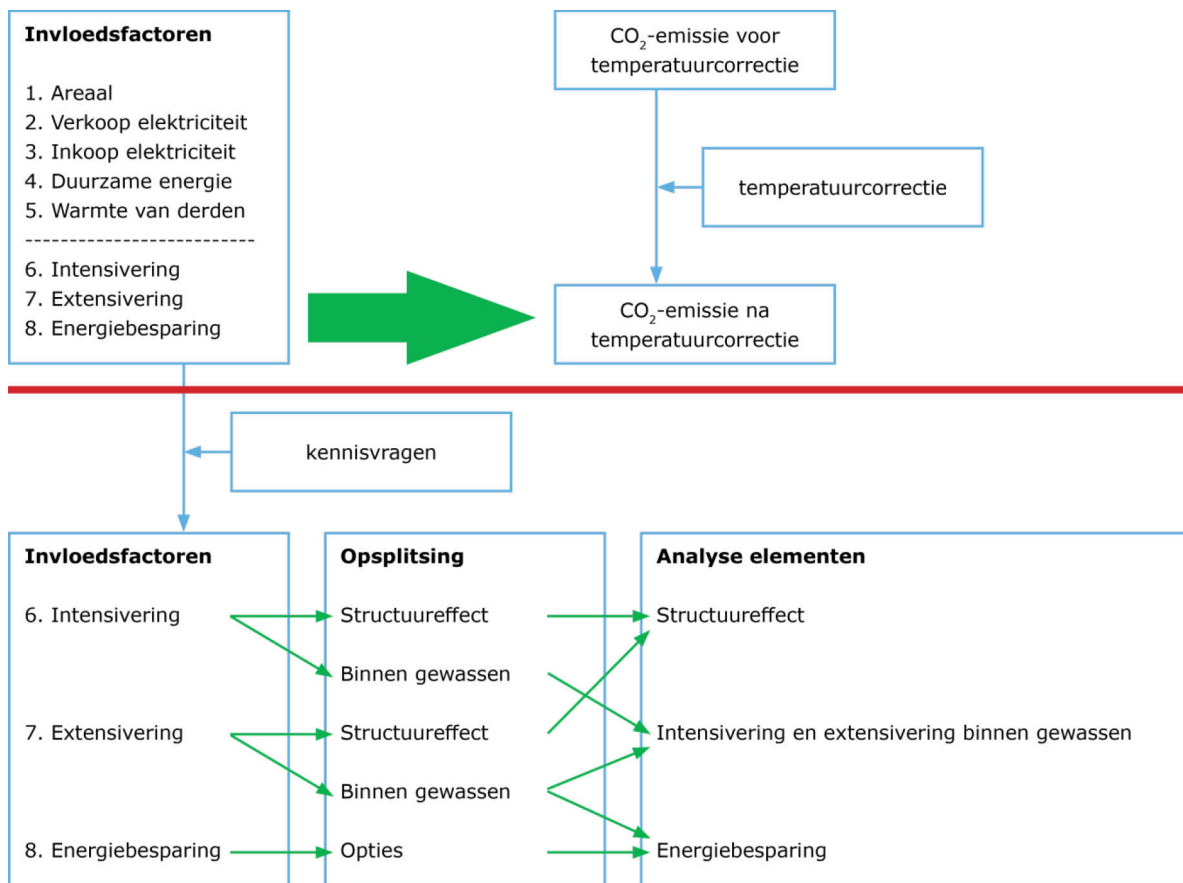 Invloedsfactoren
1. Areaal
2. Verkoop elektriciteit
3. Inkoop elektriciteit
4. Duurzame energie
5. Warmte van derden
---------------------------
6. Intensivering
7. Extensivering
8. Energiebesparing
CO₂-emissie voor
temperatuurcorrectie
temperatuurcorrectie
CO₂-emissie na
temperatuurcorrectie
kennisvragen
Invloedsfactoren
6. Intensivering
7. Extensivering
8. Energiebesparing
Opsplitsing
Structuureffect
Binnen gewassen
Structuureffect
Binnen gewassen
Opties
Analyse elementen
Structuureffect
Intensivering en extensivering binnen gewassen
Energiebesparing